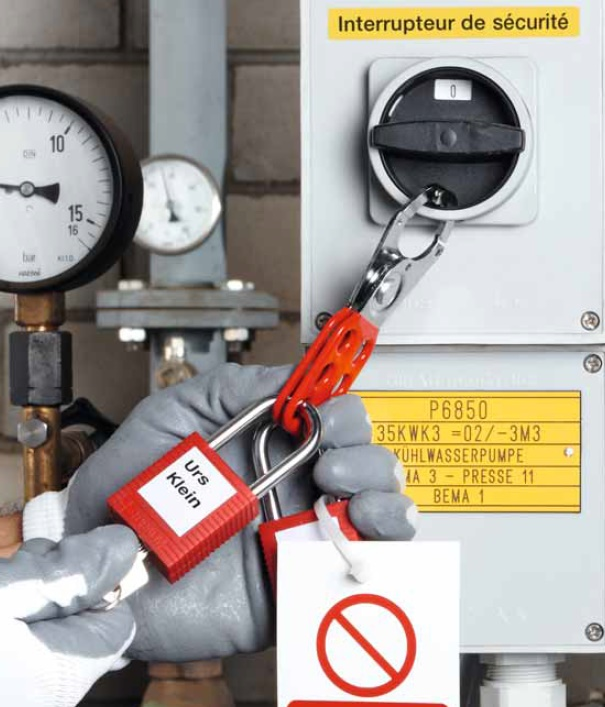 Interrupteur de sécurité
0
10
15
16
bar
Urs
Klein
P6850
35KWK3 =02/-3M3
KÜHLWASSERPUMPE
MA 3 - PRESSE 11
BEMA 1